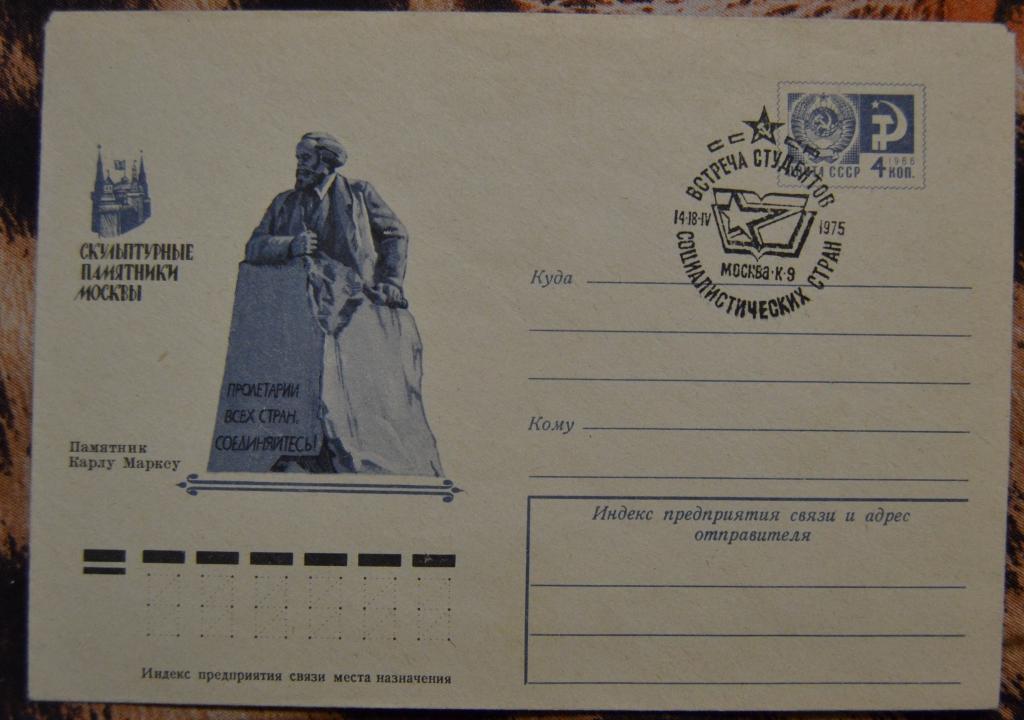 СКУЛЬПТУРНЫЕ
ПАМЯТНИКИ
МОСКВЫ
ПРОЛЕТАРИИ
ВСЕХ СТРАН,
СОЕДИНЯЙТЕСЬ!
Памятник
Карлу Марксу
Индекс предприятия связи места назначения
1966
СССР 4 КОП.
ВСТРЕЧА СТУДЕНТОВ
14-18-IV 1975
МОСКВА-К-9
СОЦИАЛИСТИЧЕСКИХ СТРАН
Куда
Кому
Индекс предприятия связи и адрес
отправителя